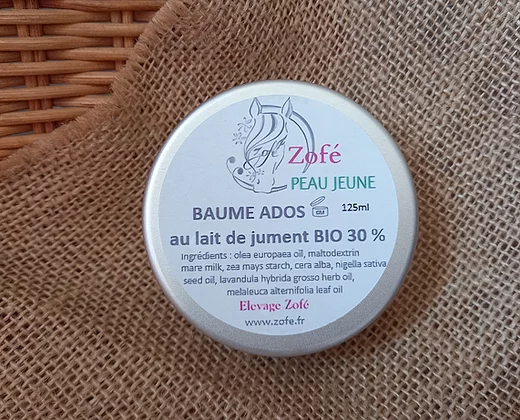 Zofé
Zofé
PEAU JEUNE
BAUME ADOS 6M 125ml
au lait de jument BIO 30 %
Ingrédients : olea europaea oil, maltodextrin
mare milk, zea mays starch, cera alba, nigella sativa
seed oil, lavandula hybrida grosso herb oil,
melaleuca alternifolia leaf oil
Elevage Zofé
www.zofe.fr